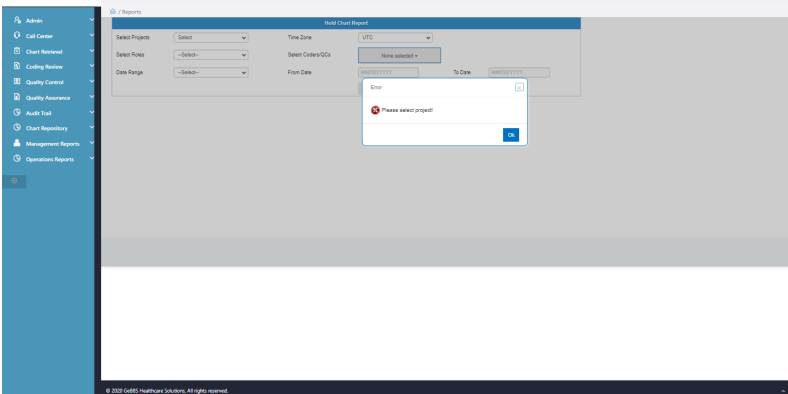 / Reports
Admin
Call Center
Chart Retrieval
Coding Review
Quality Control
Quality Assurance
Audit Trail
Chart Repository
Management Reports
Operations Reports
Hold Chart Report
Select Projects Select Time Zone UTC
Select Roles --Select-- Select Coders/QCs None selected
Date Range --Select-- From Date MM/DD/YYYY To Date MM/DD/YYYY
Error x
Please select project!
Ok
© 2020 GeBBS Healthcare Solutions, All rights reserved.